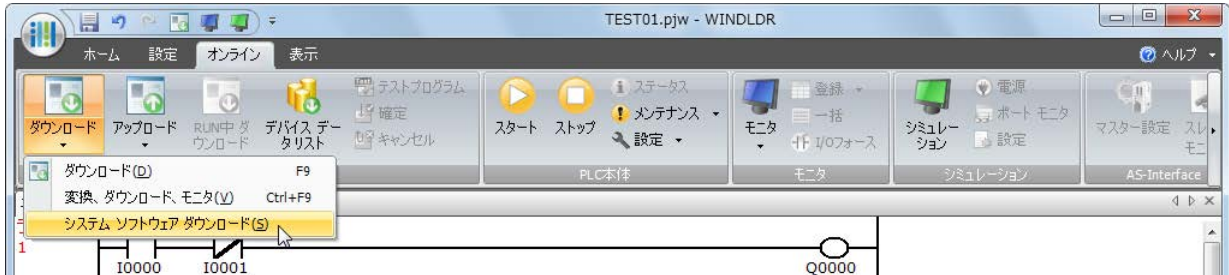 TEST01.pjw - WINDLDR
ホーム 設定 オンライン 表示 ヘルプ
ダウンロード アップロード RUN中 ダウンロード デバイス データリスト テストプログラム 確定 キャンセル スタート ストップ ステータス メンテナンス 設定 モニタ 登録 一括 I/Oフォース シミュレーション 電源 ポート モニタ 設定 マスター設定
PLC本体 モニタ シミュレーション AS-Interface
ダウンロード(D) F9
変換、ダウンロード、モニタ(V) Ctrl+F9
システム ソフトウェア ダウンロード(S)
1
I0000 I0001 Q0000